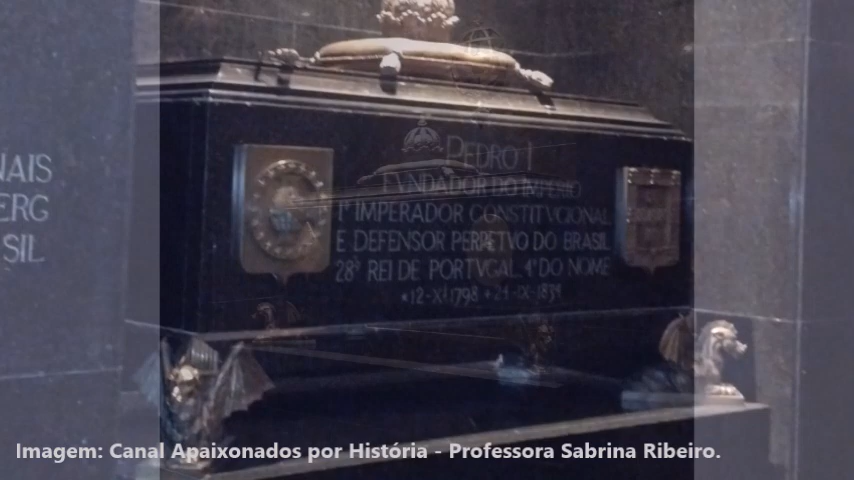 NAIS
ERG
SIL
PEDRO I
FVNDADOR DO IMPERIO
1º IMPERADOR CONSTITVCIONAL
E DEFENSOR PERPETVO DO BRASIL
28º REI DE PORTVGAL 4º DO NOME
*12-X-1798 + 24-IX-1834
Imagem: Canal Apaixonados por História - Professora Sabrina Ribeiro.